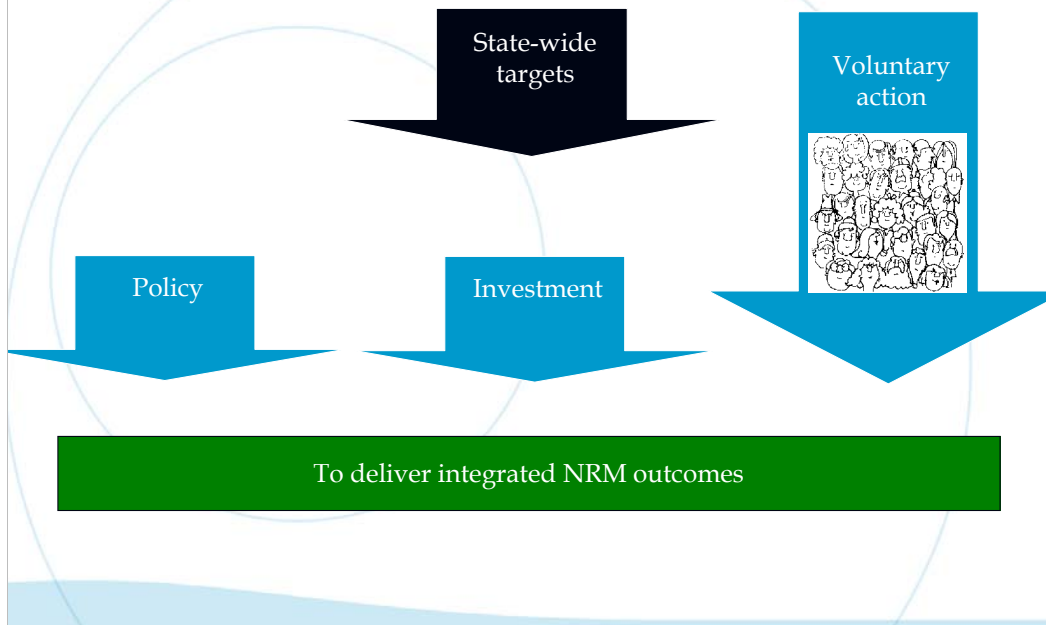 State-wide
targets
Voluntary
action
Policy
Investment
To deliver integrated NRM outcomes